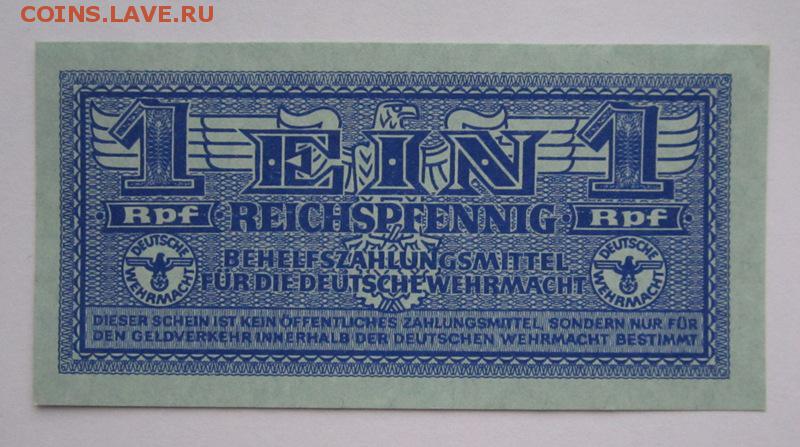 COINS.LAVE.RU
1 EIN 1
Rpf REICHSPFENNIG Rpf
BEHELFSZAHLUNGSMITTEL
FÜR DIE DEUTSCHE WEHRMACHT
DEUTSCHE WEHRMACHT
DEUTSCHE WEHRMACHT
DIESER SCHEIN IST KEIN ÖFFENTLICHES ZAHLUNGSMITTEL, SONDERN NUR FÜR
DEN GELDVERKEHR INNERHALB DER DEUTSCHEN WEHRMACHT BESTIMMT